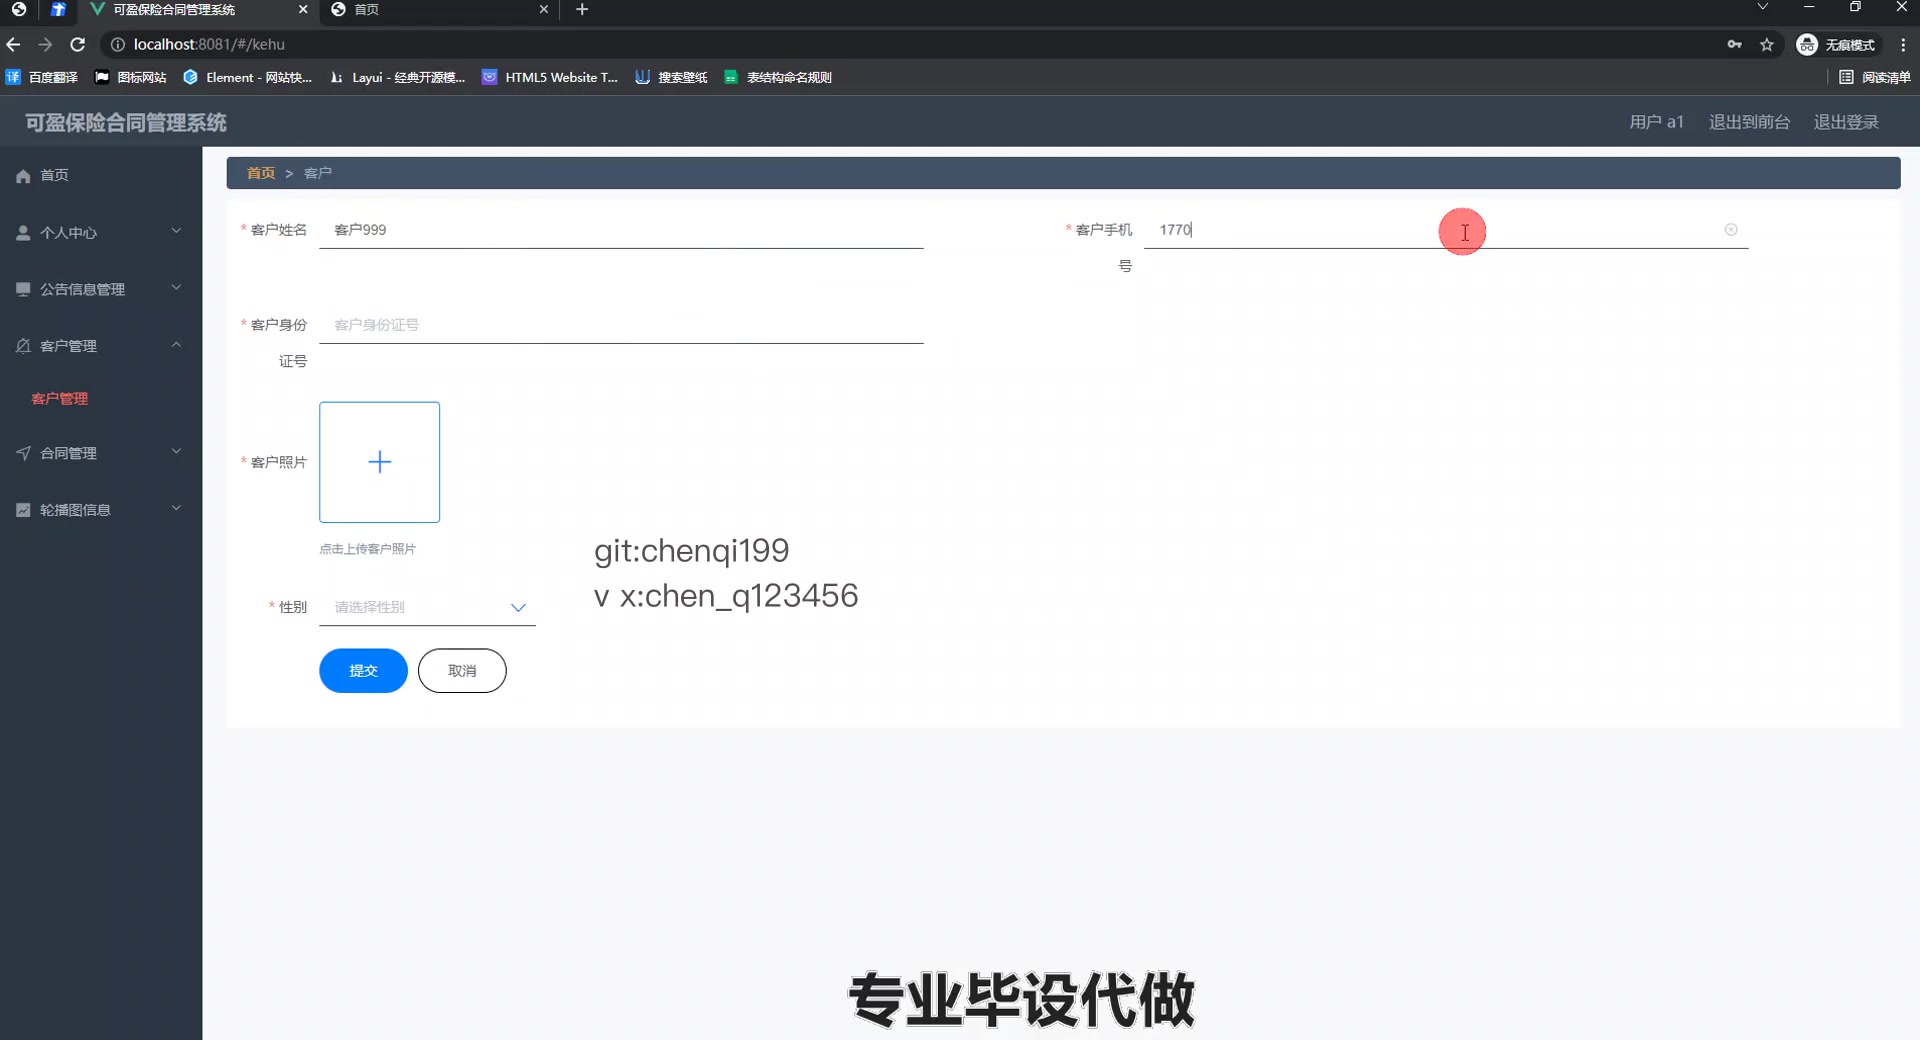 可盈保险合同管理系统
首页
localhost:8081/#/kehu
无痕模式
百度翻译
图标网站
Element - 网站快...
Layui - 经典开源模...
HTML5 Website T...
搜索壁纸
表结构命名规则
阅读清单
可盈保险合同管理系统
用户 a1
退出到前台
退出登录
首页
个人中心
公告信息管理
客户管理
客户管理
合同管理
轮播图信息
首页 > 客户
* 客户姓名
客户999
* 客户手机
号
1770
* 客户身份
证号
客户身份证号
* 客户照片
点击上传客户照片
git:chenqi199
v x:chen_q123456
* 性别
请选择性别
提交
取消
专业毕设代做